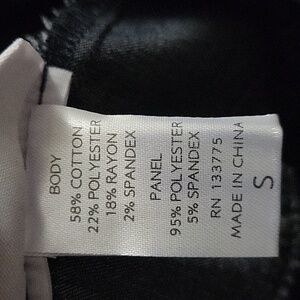 BODY
58% COTTON
22% POLYESTER
18% RAYON
2% SPANDEX
PANEL
95% POLYESTER
5% SPANDEX
RN 133775
MADE IN CHINA
S